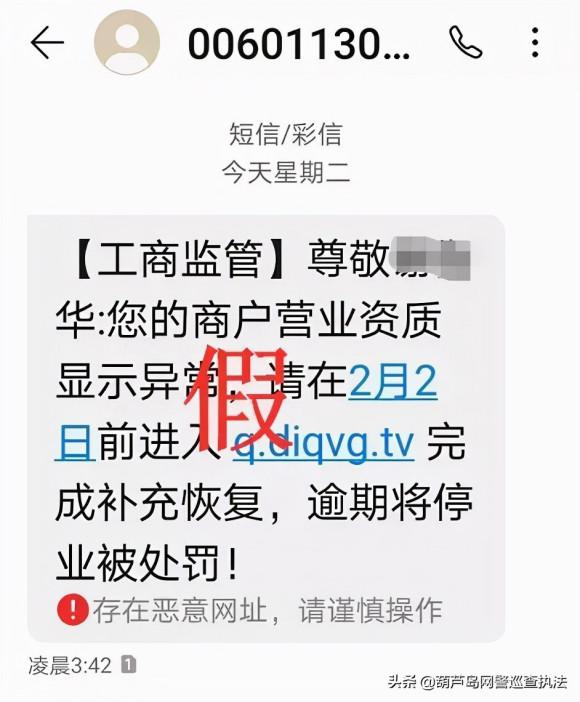 0060 1130...
短信/彩信
今天星期二
【工商监管】尊敬
华:您的商户营业资质
显示异常,请在2月2
日前进入 q.diqvg.tv 完
成补充恢复，逾期将停
业被处罚!
假
存在恶意网址，请谨慎操作
凌晨3:42 1
头条 @葫芦岛网警巡查执法